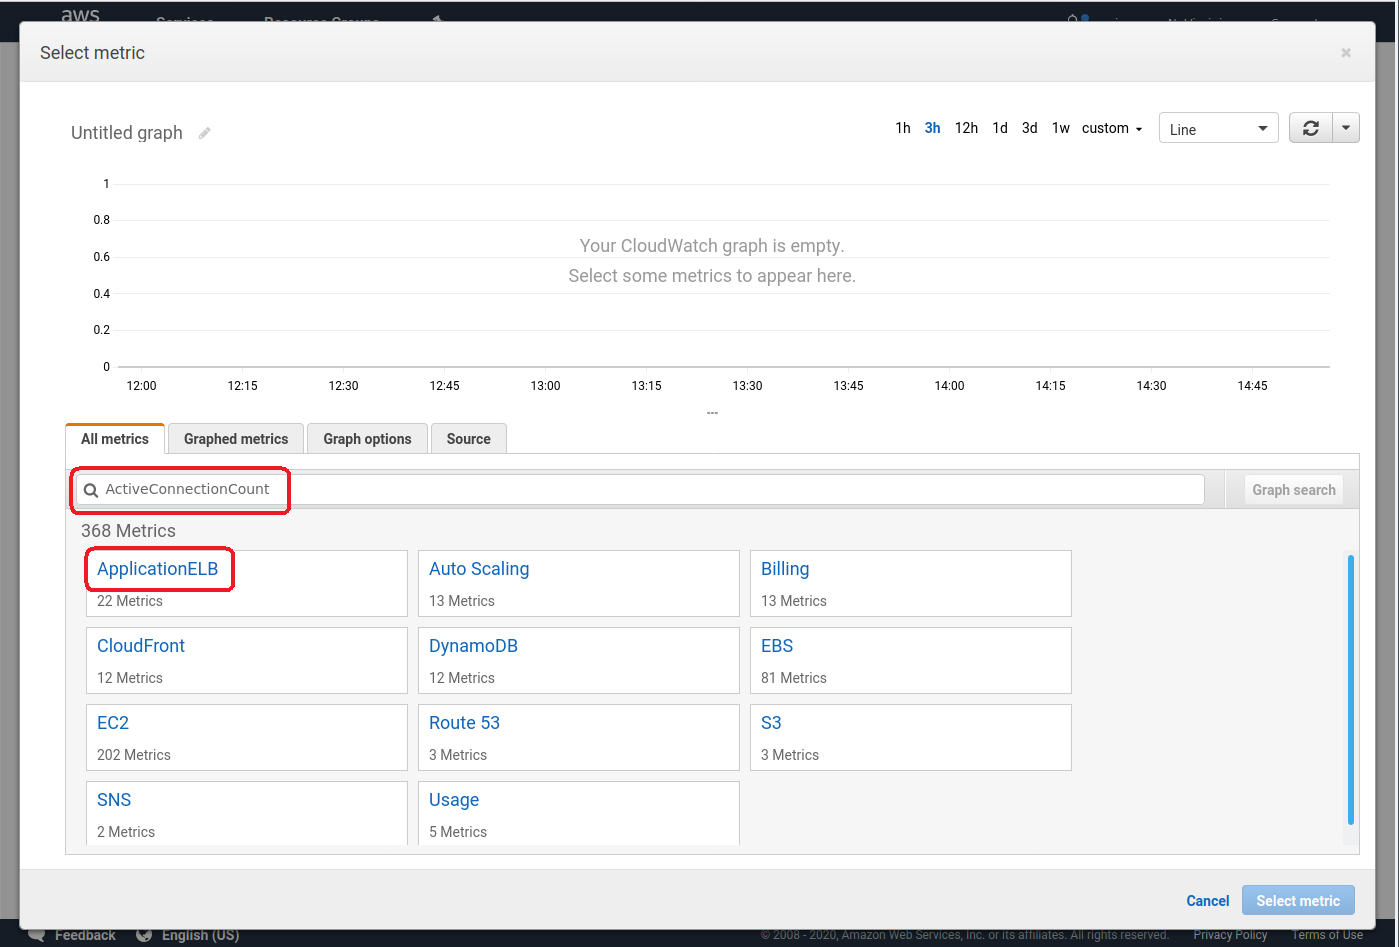 aws Services Resource Groups
Select metric
Untitled graph
1h 3h 12h 1d 3d 1w custom Line
1
0.8
0.6
0.4
0.2
0
Your CloudWatch graph is empty.
Select some metrics to appear here.
12:00 12:15 12:30 12:45 13:00 13:15 13:30 13:45 14:00 14:15 14:30 14:45
All metrics Graphed metrics Graph options Source
ActiveConnectionCount Graph search
368 Metrics
ApplicationELB Auto Scaling Billing
22 Metrics 13 Metrics 13 Metrics
CloudFront DynamoDB EBS
12 Metrics 12 Metrics 81 Metrics
EC2 Route 53 S3
202 Metrics 3 Metrics 3 Metrics
SNS Usage
2 Metrics 5 Metrics
Cancel Select metric
Feedback English (US) © 2008 - 2020, Amazon Web Services, Inc. or its affiliates. All rights reserved. Privacy Policy Terms of Use